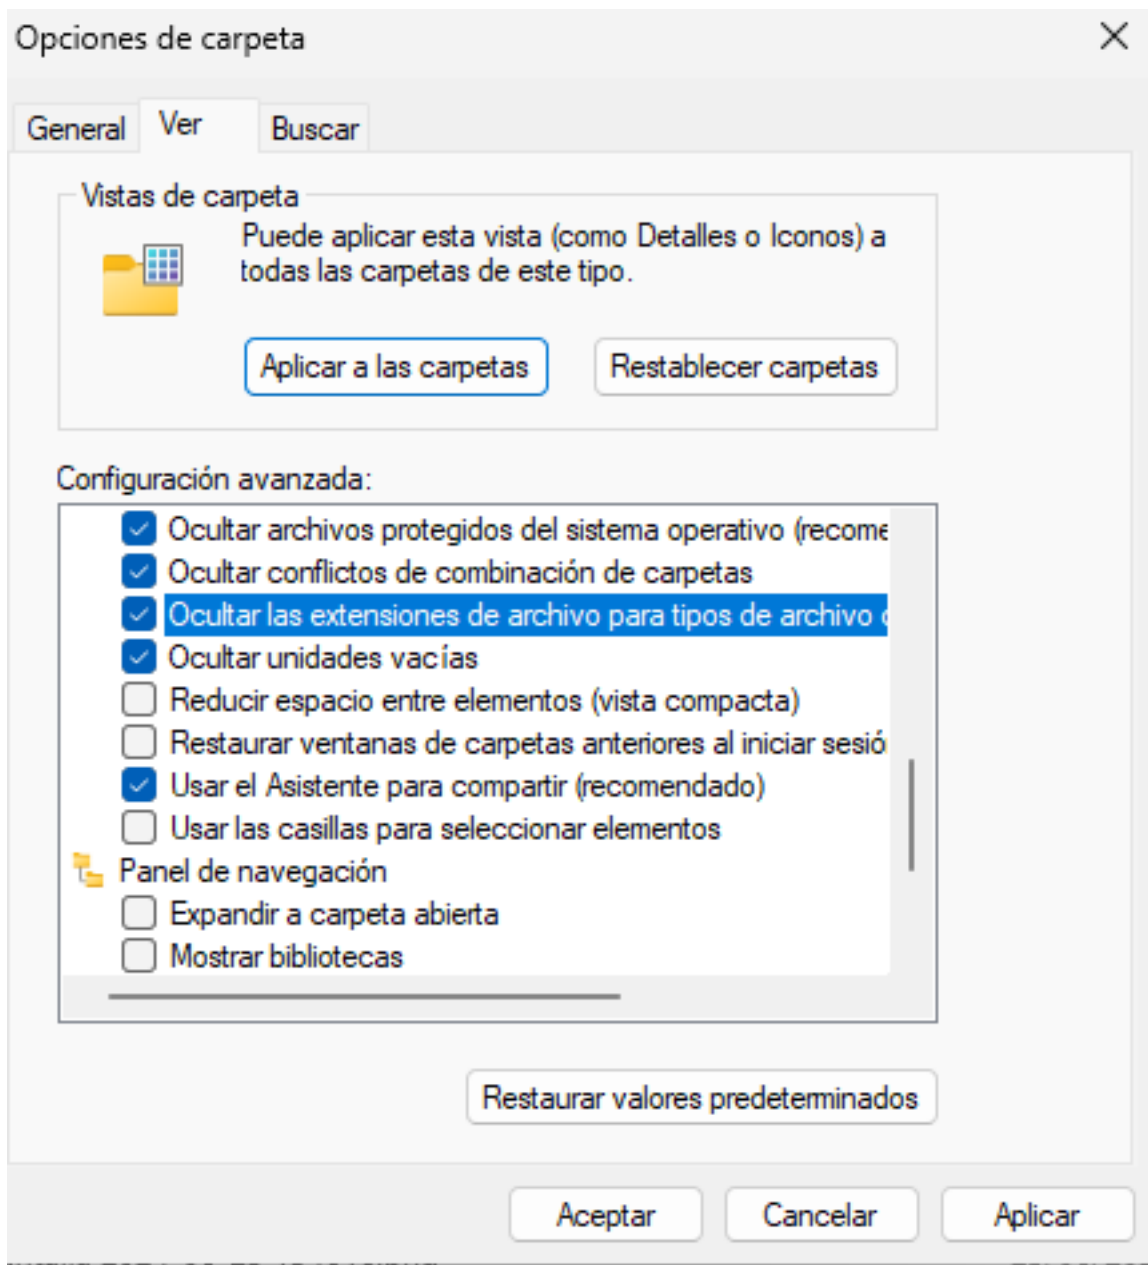 Opciones de carpeta
General
Ver
Buscar
Vistas de carpeta
Puede aplicar esta vista (como Detalles o Iconos) a
todas las carpetas de este tipo.
Aplicar a las carpetas
Restablecer carpetas
Configuración avanzada:
Ocultar archivos protegidos del sistema operativo (recome
Ocultar conflictos de combinación de carpetas
Ocultar las extensiones de archivo para tipos de archivo
Ocultar unidades vacías
Reducir espacio entre elementos (vista compacta)
Restaurar ventanas de carpetas anteriores al iniciar sesió
Usar el Asistente para compartir (recomendado)
Usar las casillas para seleccionar elementos
Panel de navegación
Expandir a carpeta abierta
Mostrar bibliotecas
Restaurar valores predeterminados
Aceptar
Cancelar
Aplicar